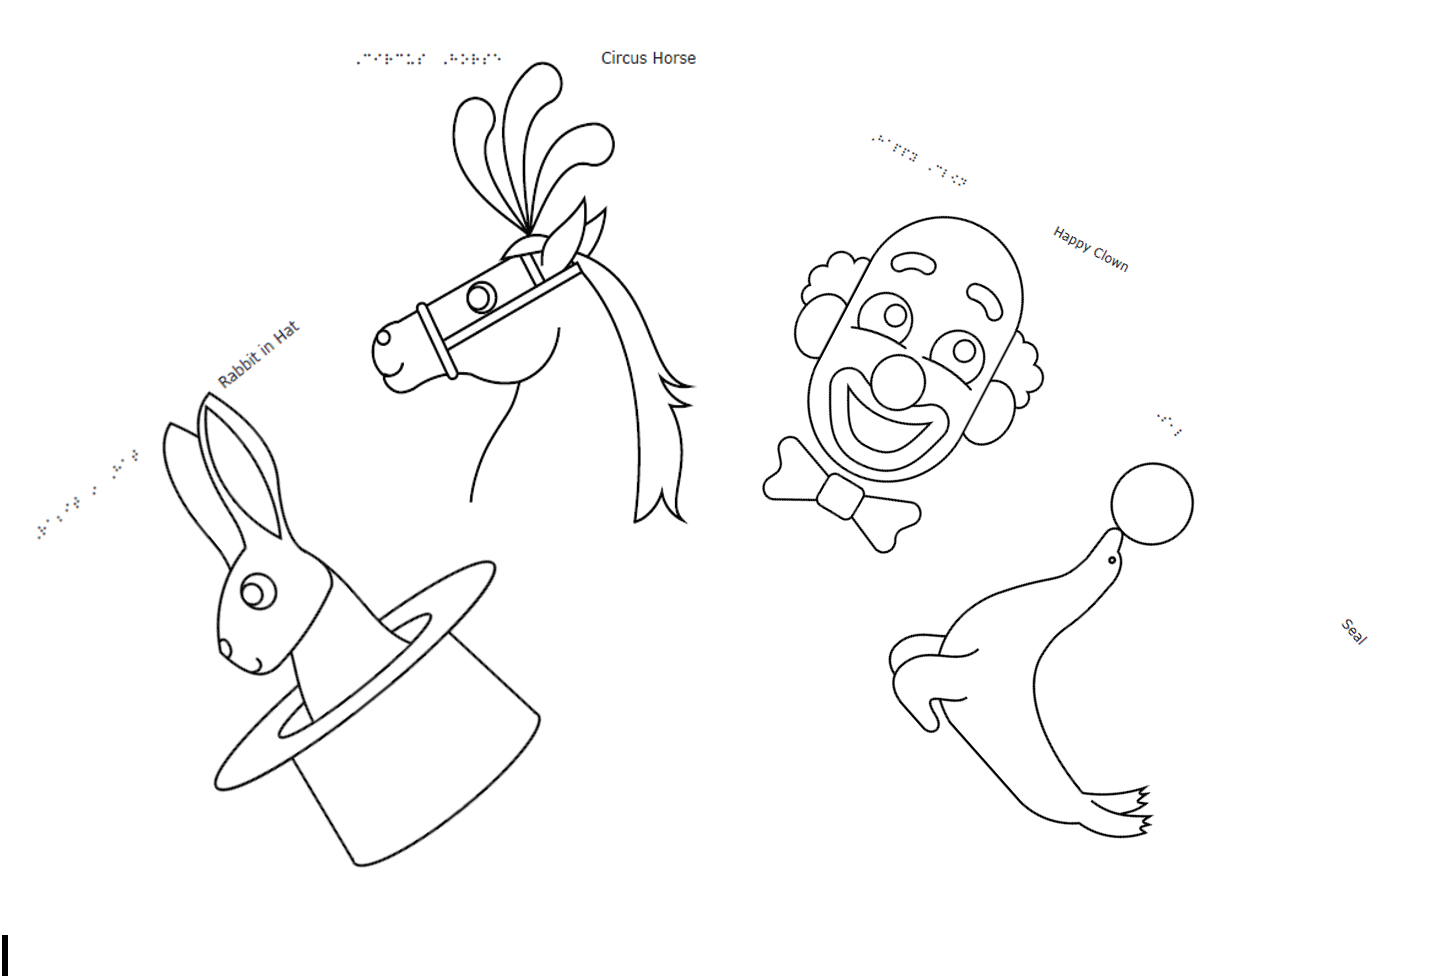 ⠠⠉⠊⠗⠉⠥⠎ ⠠⠓⠕⠗⠎⠑ Circus Horse
⠠⠓⠁⠏⠏⠽ ⠠⠉⠇⠪⠝
Happy Clown
Rabbit in Hat
Seal